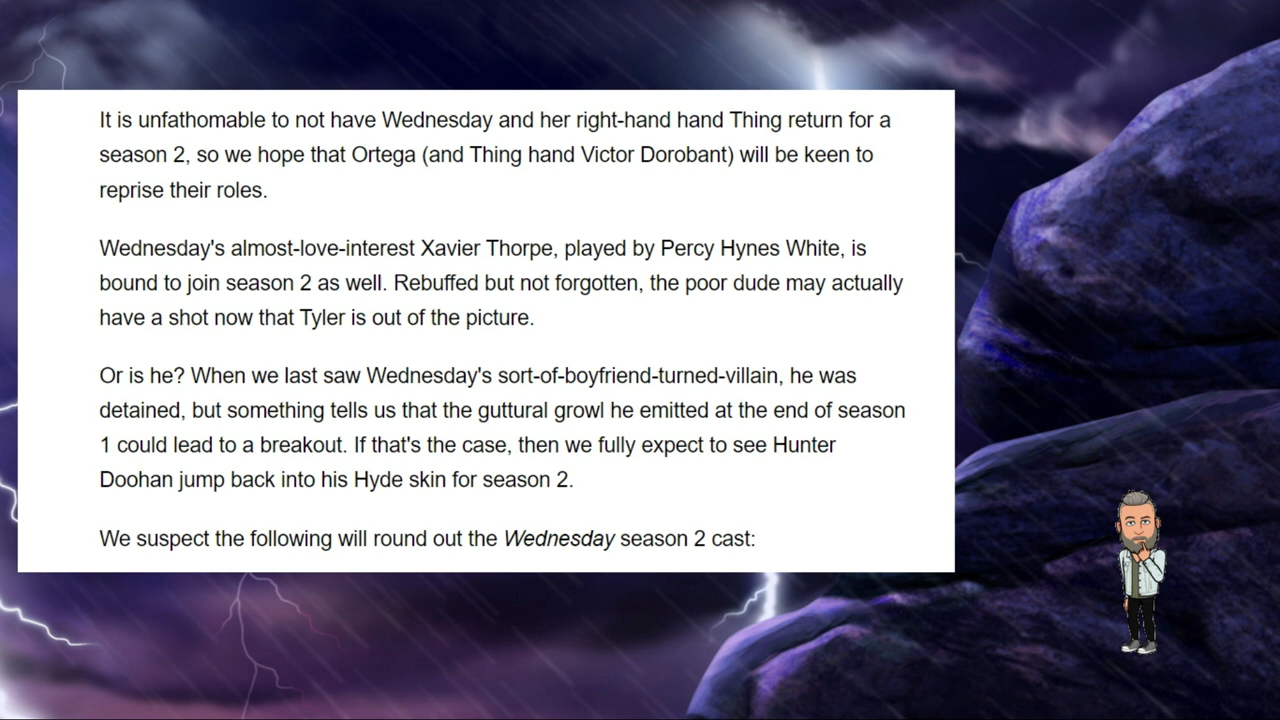 It is unfathomable to not have Wednesday and her right-hand hand Thing return for a
season 2, so we hope that Ortega (and Thing hand Victor Dorobant) will be keen to
reprise their roles.
Wednesday's almost-love-interest Xavier Thorpe, played by Percy Hynes White, is
bound to join season 2 as well. Rebuffed but not forgotten, the poor dude may actually
have a shot now that Tyler is out of the picture.
Or is he? When we last saw Wednesday's sort-of-boyfriend-turned-villain, he was
detained, but something tells us that the guttural growl he emitted at the end of season
1 could lead to a breakout. If that's the case, then we fully expect to see Hunter
Doohan jump back into his Hyde skin for season 2.
We suspect the following will round out the Wednesday season 2 cast: